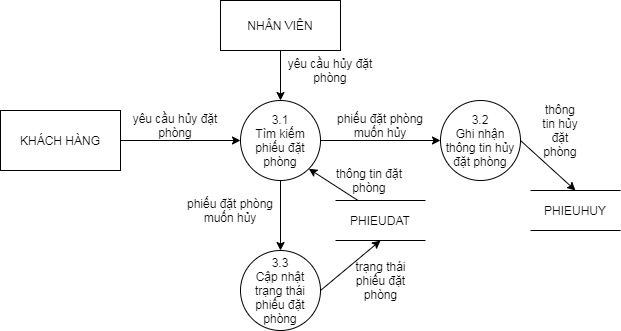 NHÂN VIÊN
yêu cầu hủy đặt
phòng
KHÁCH HÀNG
yêu cầu hủy đặt
phòng
3.1
Tìm kiếm
phiếu đặt
phòng
phiếu đặt phòng
muốn hủy
3.2
Ghi nhận
thông tin hủy
đặt phòng
thông
tin hủy
đặt
phòng
thông tin đặt
phòng
phiếu đặt phòng
muốn hủy
PHIEUDAT
PHIEUHUY
3.3
Cập nhật
trạng thái
phiếu đặt
phòng
trạng thái
phiếu đặt
phòng